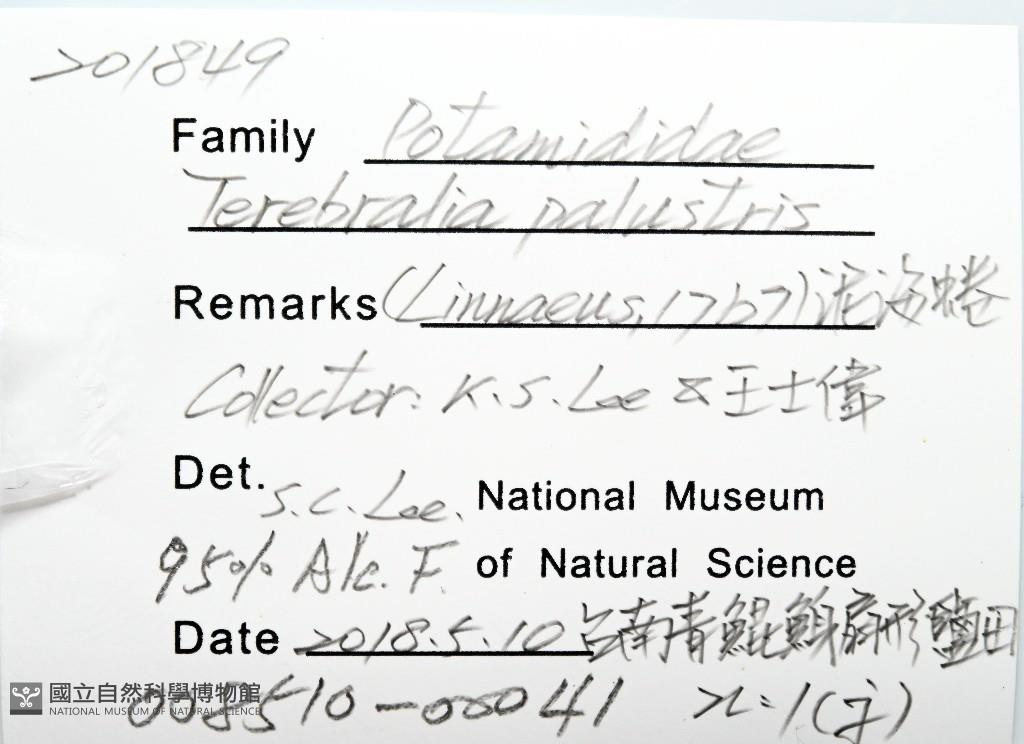 201849
Family Potamididae
Terebralia palustris
Remarks (Linnaeus, 1767) 泥海蜷
Collector: K.S. Lee & 王士偉
Det. S.C. Lee. National Museum
95% Alc. F. of Natural Science
Date 2018.5.10 台南青鯤鯓扇形鹽田
008510-00041 n=1(j)
國立自然科學博物館
NATIONAL MUSEUM OF NATURAL SCIENCE